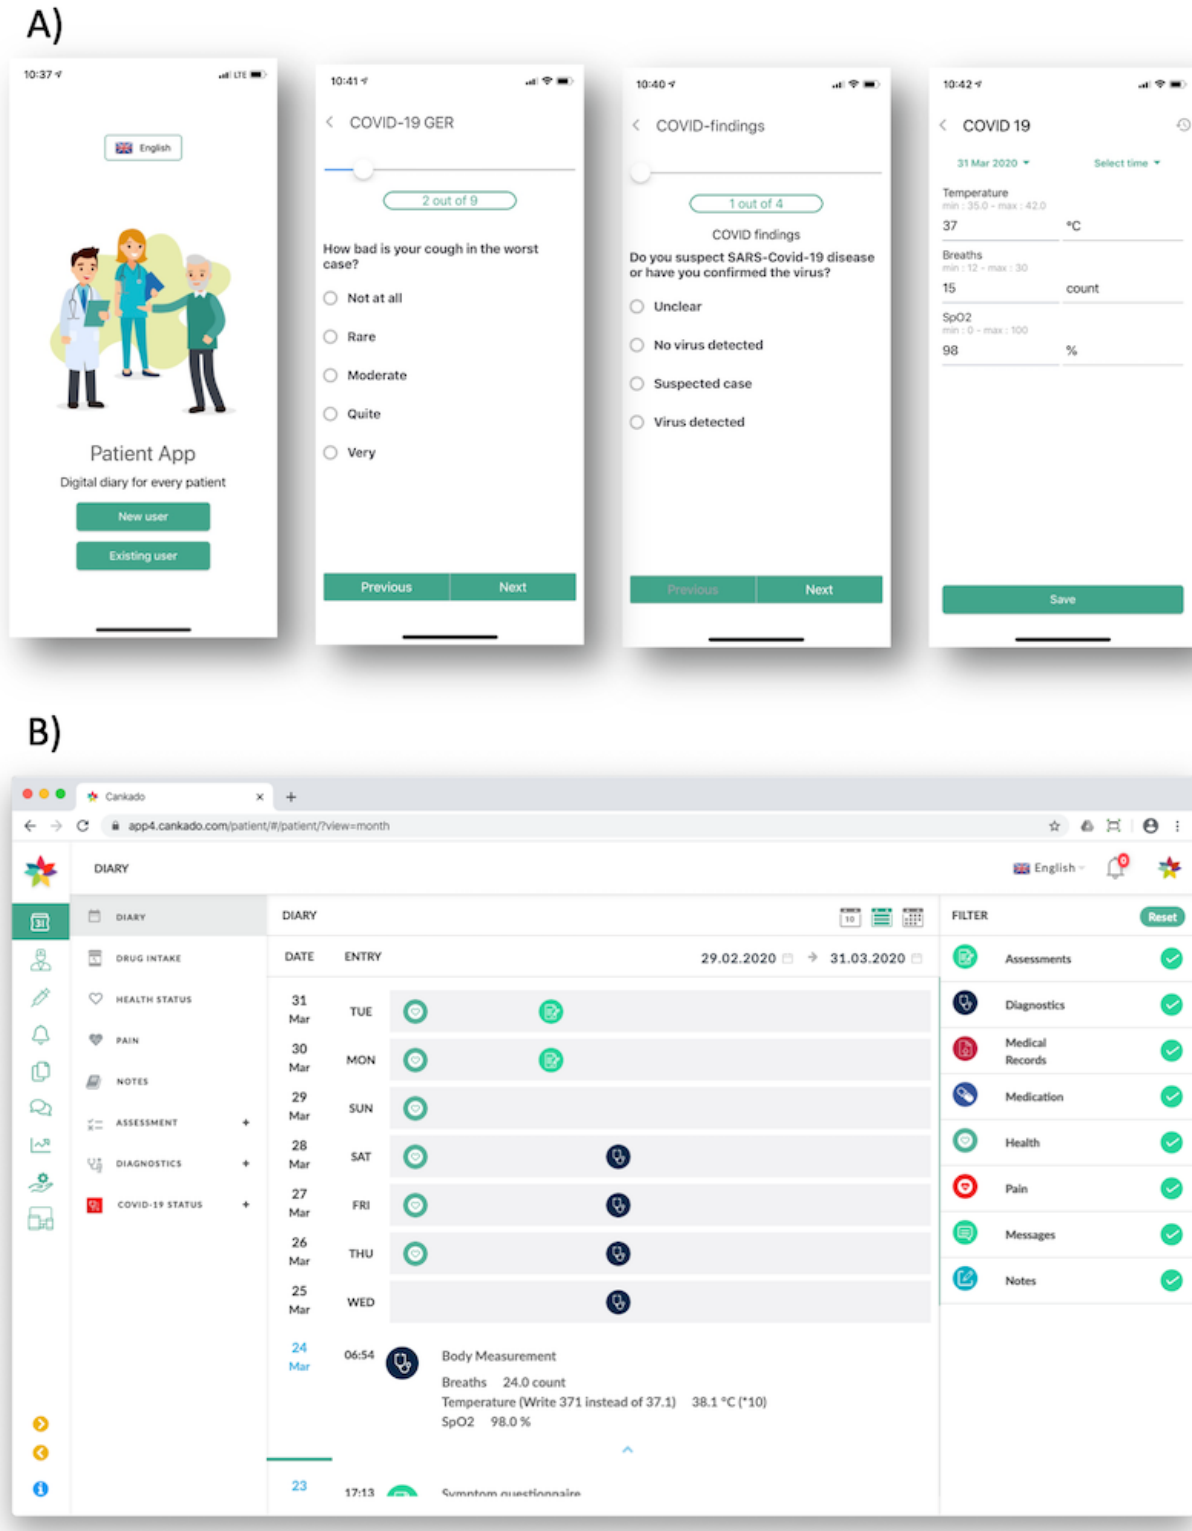 A)
10:37 LTE
English
Patient App
Digital diary for every patient
New user
Existing user
10:41
COVID-19 GER
2 out of 9
How bad is your cough in the worst
case?
Not at all
Rare
Moderate
Quite
Very
Previous Next
10:40
COVID-findings
1 out of 4
COVID findings
Do you suspect SARS-Covid-19 disease
or have you confirmed the virus?
Unclear
No virus detected
Suspected case
Virus detected
Previous Next
10:42
COVID 19
31 Mar 2020 Select time
Temperature
min : 35.0 - max : 42.0
37 °C
Breaths
min : 12 - max : 30
15 count
SpO2
min : 0 - max : 100
98 %
Save
B)
Cankado × +
app4.cankado.com/patient/#/patient/?view=month
DIARY
English 0
31
DIARY
DRUG INTAKE
HEALTH STATUS
PAIN
NOTES
ASSESSMENT +
DIAGNOSTICS +
COVID-19 STATUS +
DIARY 10
DATE ENTRY 29.02.2020 → 31.03.2020
31
Mar
TUE
30
Mar
MON
29
Mar
SUN
28
Mar
SAT
27
Mar
FRI
26
Mar
THU
25
Mar
WED
24
Mar
06:54 Body Measurement
Breaths 24.0 count
Temperature (Write 371 instead of 37.1) 38.1 °C (*10)
SpO2 98.0 %
23 17:13 Symptom questionnaire
FILTER Reset
Assessments
Diagnostics
Medical
Records
Medication
Health
Pain
Messages
Notes